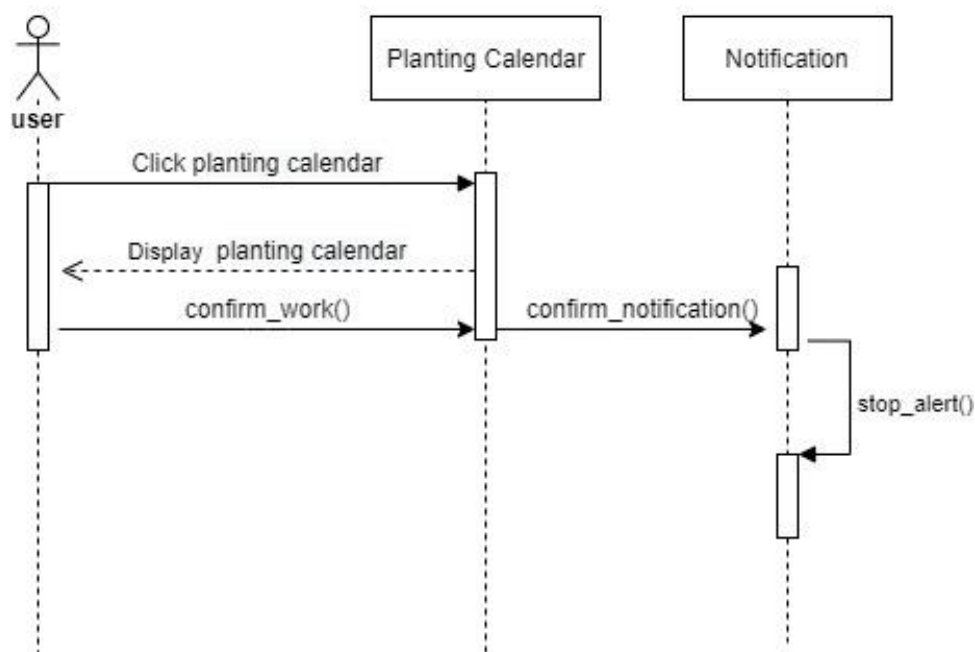 Planting Calendar
Notification
user
Click planting calendar
Display planting calendar
confirm_work()
confirm_notification()
stop_alert()